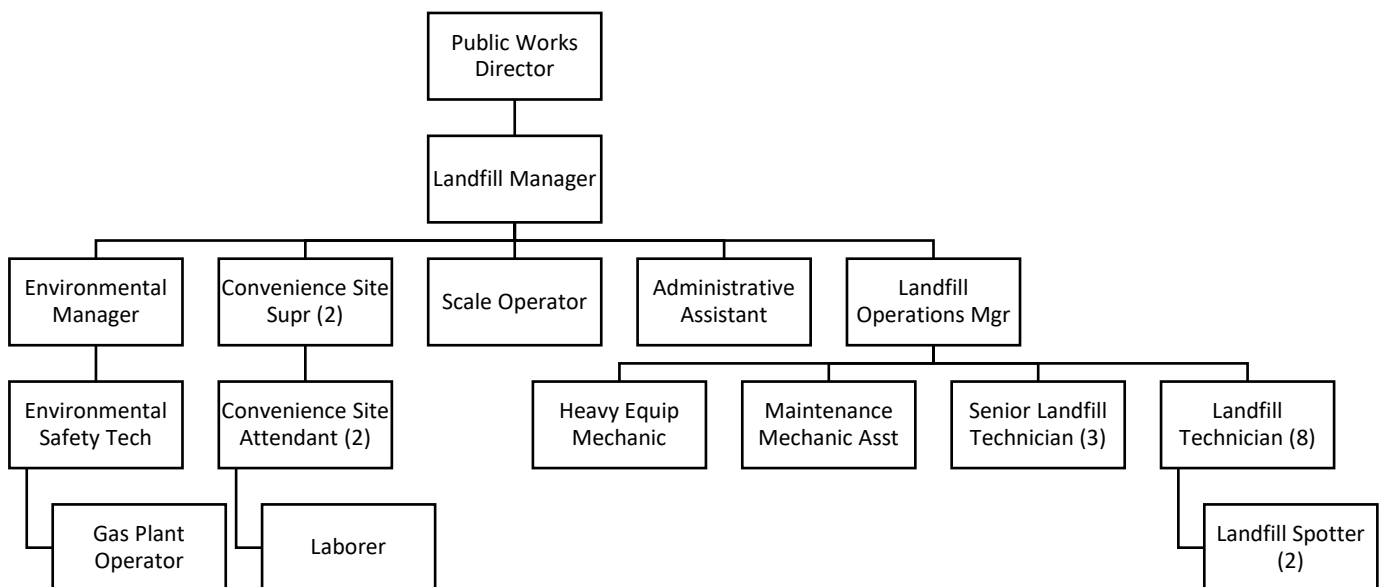 Public Works
Director
Landfill Manager
Environmental
Manager
Convenience Site
Supr (2)
Scale Operator
Administrative
Assistant
Landfill
Operations Mgr
Environmental
Safety Tech
Convenience Site
Attendant (2)
Heavy Equip
Mechanic
Maintenance
Mechanic Asst
Senior Landfill
Technician (3)
Landfill
Technician (8)
Gas Plant
Operator
Laborer
Landfill Spotter
(2)